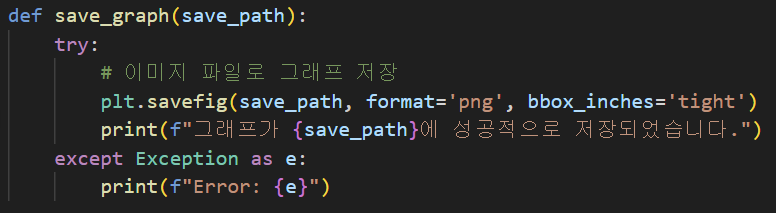 def save_graph(save_path):
    try:
        # 이미지 파일로 그래프 저장
        plt.savefig(save_path, format='png', bbox_inches='tight')
        print(f"그래프가 {save_path}에 성공적으로 저장되었습니다.")
    except Exception as e:
        print(f"Error: {e}")